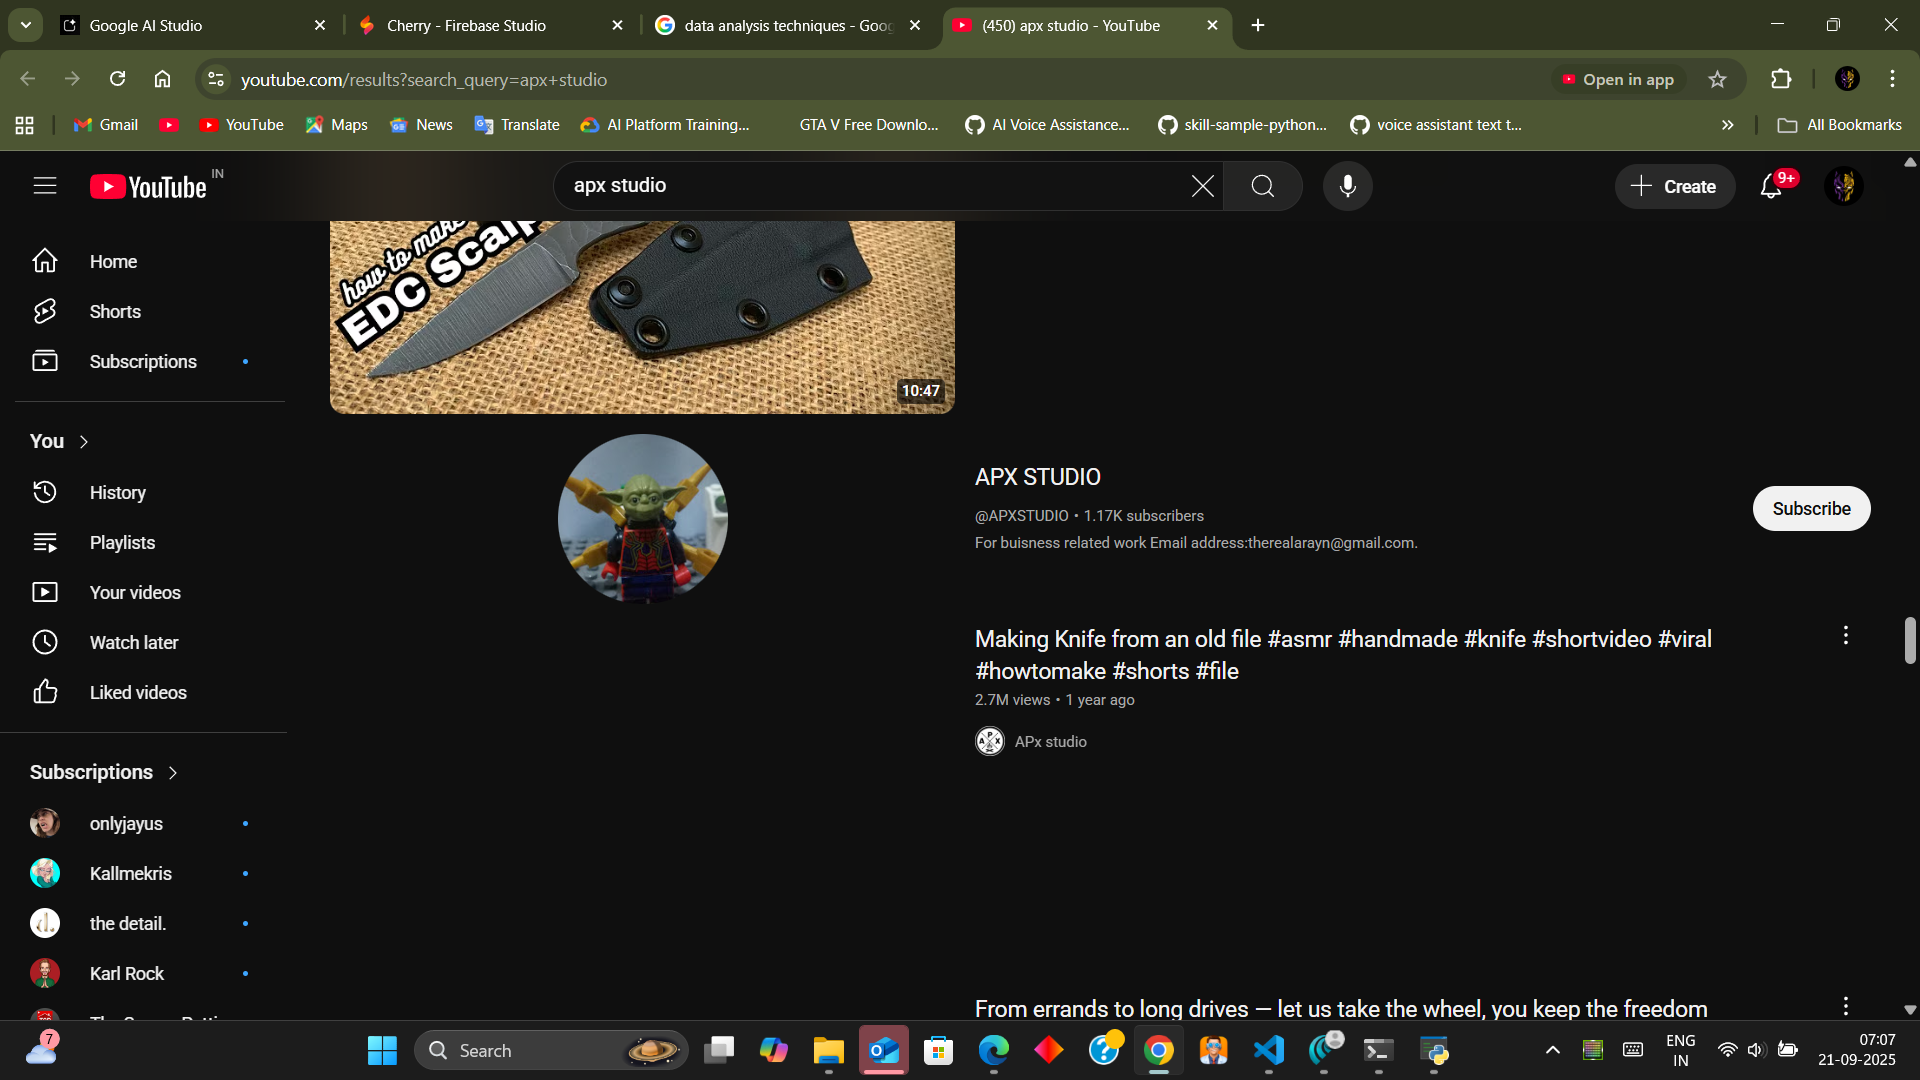 Google AI Studio
Cherry - Firebase Studio
data analysis techniques - Goog
(450) apx studio - YouTube
youtube.com/results?search_query=apx+studio
Open in app
Gmail
YouTube
Maps
News
Translate
AI Platform Training...
GTA V Free Downlo...
AI Voice Assistance...
skill-sample-python...
voice assistant text t...
All Bookmarks
YouTube IN
apx studio
Create
9+
Home
Shorts
Subscriptions
You
History
Playlists
Your videos
Watch later
Liked videos
Subscriptions
onlyjayus
Kallmekris
the detail.
Karl Rock
how to make
EDC Scalp
10:47
APX STUDIO
@APXSTUDIO • 1.17K subscribers
For buisness related work Email address:therealarayn@gmail.com.
Subscribe
Making Knife from an old file #asmr #handmade #knife #shortvideo #viral
#howtomake #shorts #file
2.7M views • 1 year ago
APX
APx studio
From errands to long drives — let us take the wheel, you keep the freedom
7
Search
ENG
IN
07:07
21-09-2025